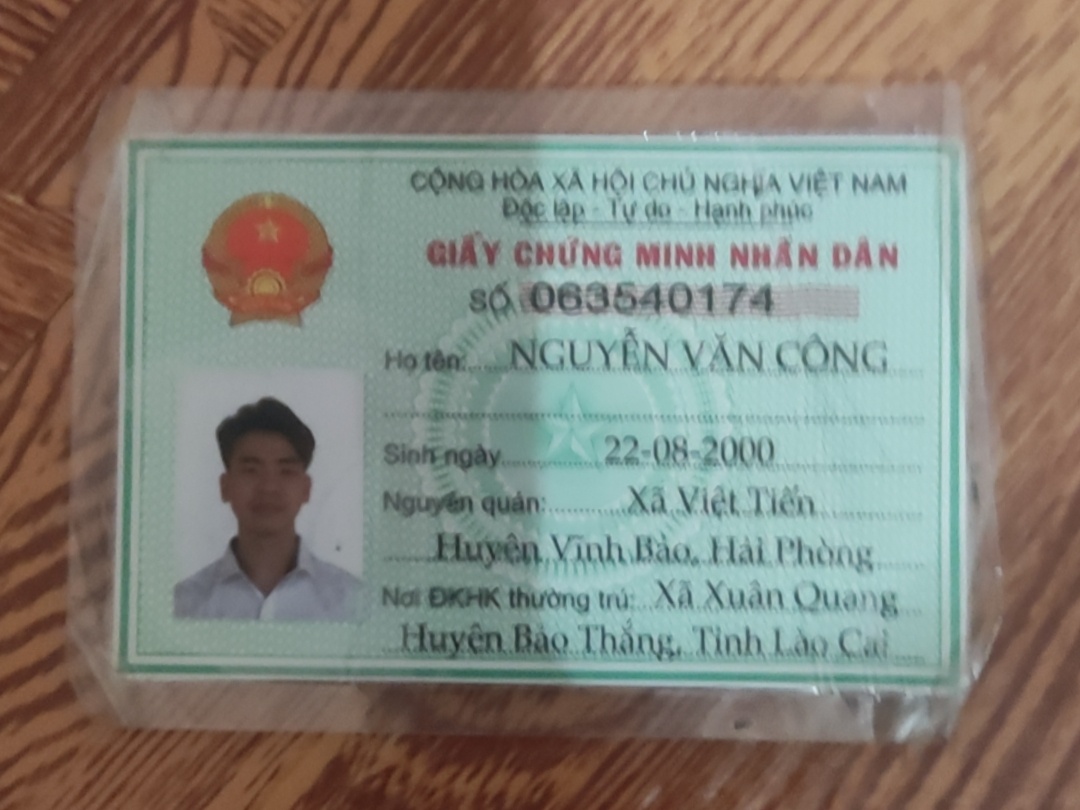 CỘNG HÒA XÃ HỘI CHỦ NGHĨA VIỆT NAM
Độc lập - Tự do - Hạnh phúc
GIẤY CHỨNG MINH NHÂN DÂN
SỐ 063540174
Họ tên: NGUYỄN VĂN CÔNG
Sinh ngày 22-08-2000
Nguyên quán: Xã Việt Tiến
Huyện Vĩnh Bảo, Hải Phòng
Nơi ĐKHK thường trú: Xã Xuân Quang
Huyện Bảo Thắng, Tỉnh Lào Cai